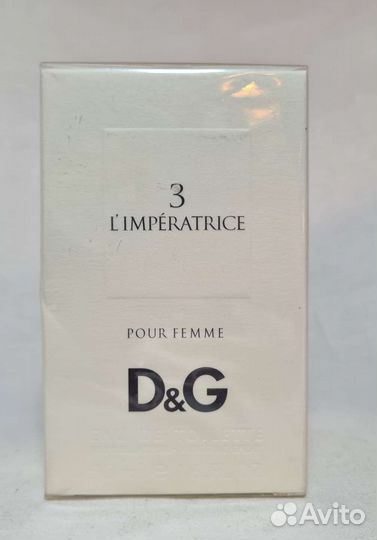 3
L'IMPÉRATRICE
POUR FEMME
D&G
EAU DE TOILETTE
Avito